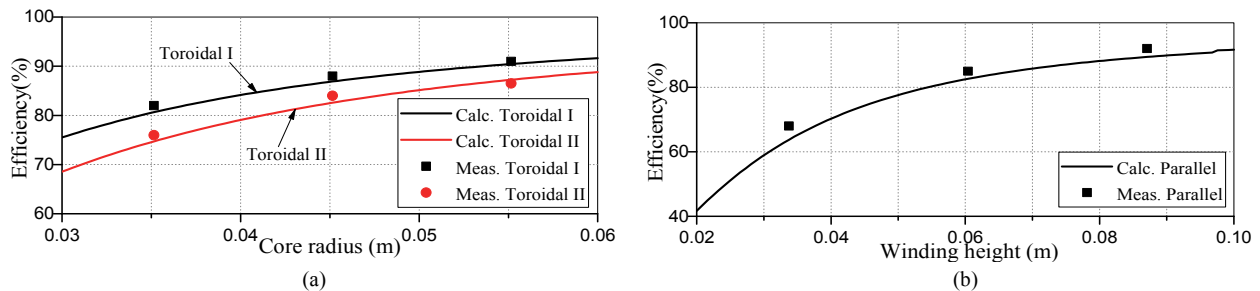 100
90
80
70
60
Efficiency(%)
Toroidal I
Toroidal II
Calc. Toroidal I
Calc. Toroidal II
Meas. Toroidal I
Meas. Toroidal II
0.03
0.04
0.05
0.06
Core radius (m)
(a)
100
80
60
40
Efficiency(%)
Calc. Parallel
Meas. Parallel
0.02
0.04
0.06
0.08
0.10
Winding height (m)
(b)